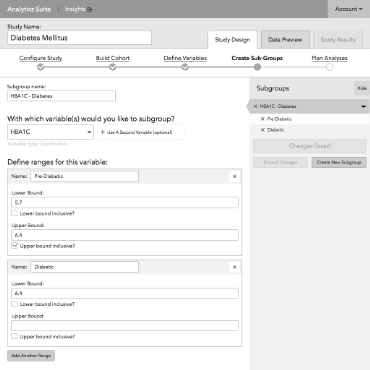 Analytics Suite
Insights
Account
Study Name:
Diabetes Mellitus
Study Design
Data Preview
Study Results
Configure Study
Build Cohort
Define Variables
Create Sub-Groups
Plan Analyses
Subgroup name:
HBA1C - Diabetes
With which variable(s) would you like to subgroup?
HBA1C
+ Use A Second Variable (optional)
Variable type: Continuous
Define ranges for this variable:
Name: Pre-Diabetic ×
Lower Bound:
5.7
Lower bound inclusive?
Upper Bound:
6.4
Upper bound inclusive?
Name: Diabetic ×
Lower Bound:
6.4
Lower bound inclusive?
Upper Bound:
Upper bound inclusive?
Add Another Range
Subgroups
Hide
× HBA1C - Diabetes
× Pre Diabetic
× Diabetic
Changes Saved
Discard Changes
Create New Subgroup